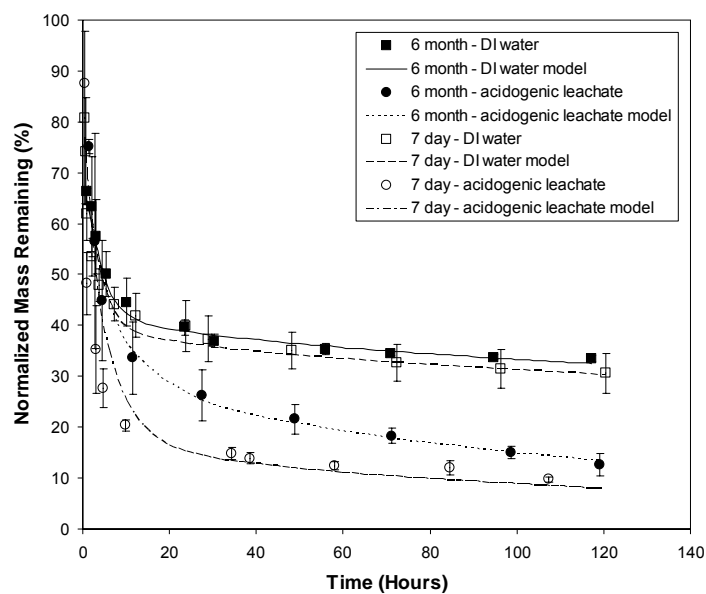 100
90
80
70
60
50
40
30
20
10
0
Normalized Mass Remaining (%)
6 month - DI water
6 month - DI water model
6 month - acidogenic leachate
6 month - acidogenic leachate model
7 day - DI water
7 day - DI water model
7 day - acidogenic leachate
7 day - acidogenic leachate model
0 20 40 60 80 100 120 140
Time (Hours)